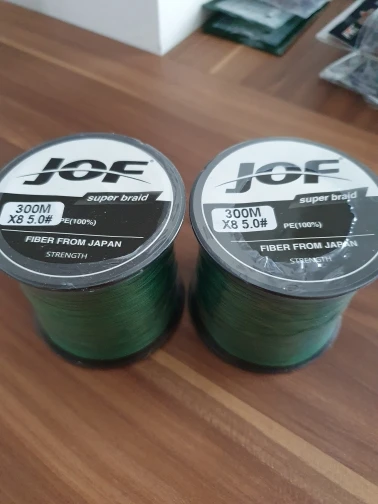 JOF
super braid
300M
X8 5.0#
PE(100%)
FIBER FROM JAPAN
STRENGTH
JOF
super braid
300M
X8 5.0#
PE(100%)
FIBER FROM JAPAN
STRENGTH